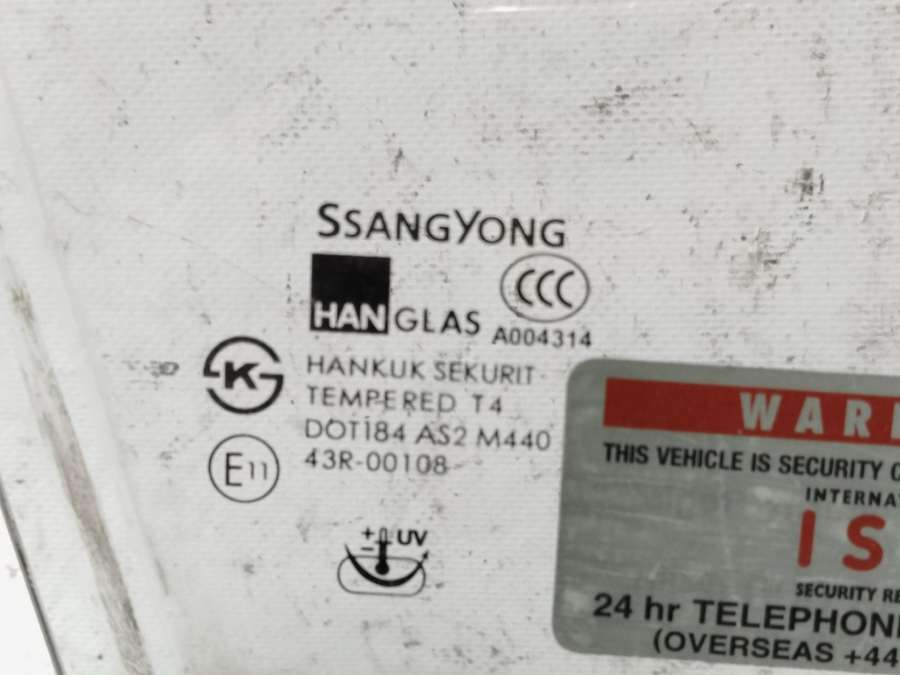 SSANGYONG
HANGLAS
CCC
A004314
K
HANKUK SEKURIT
TEMPERED T4
DOT184 AS2 M440
E11
43R-00108
+
- UV
THIS VEHICLE IS SECURITY
INTERNA
IS
SECURITY RE
24 hr TELEPHON
(OVERSEAS +44